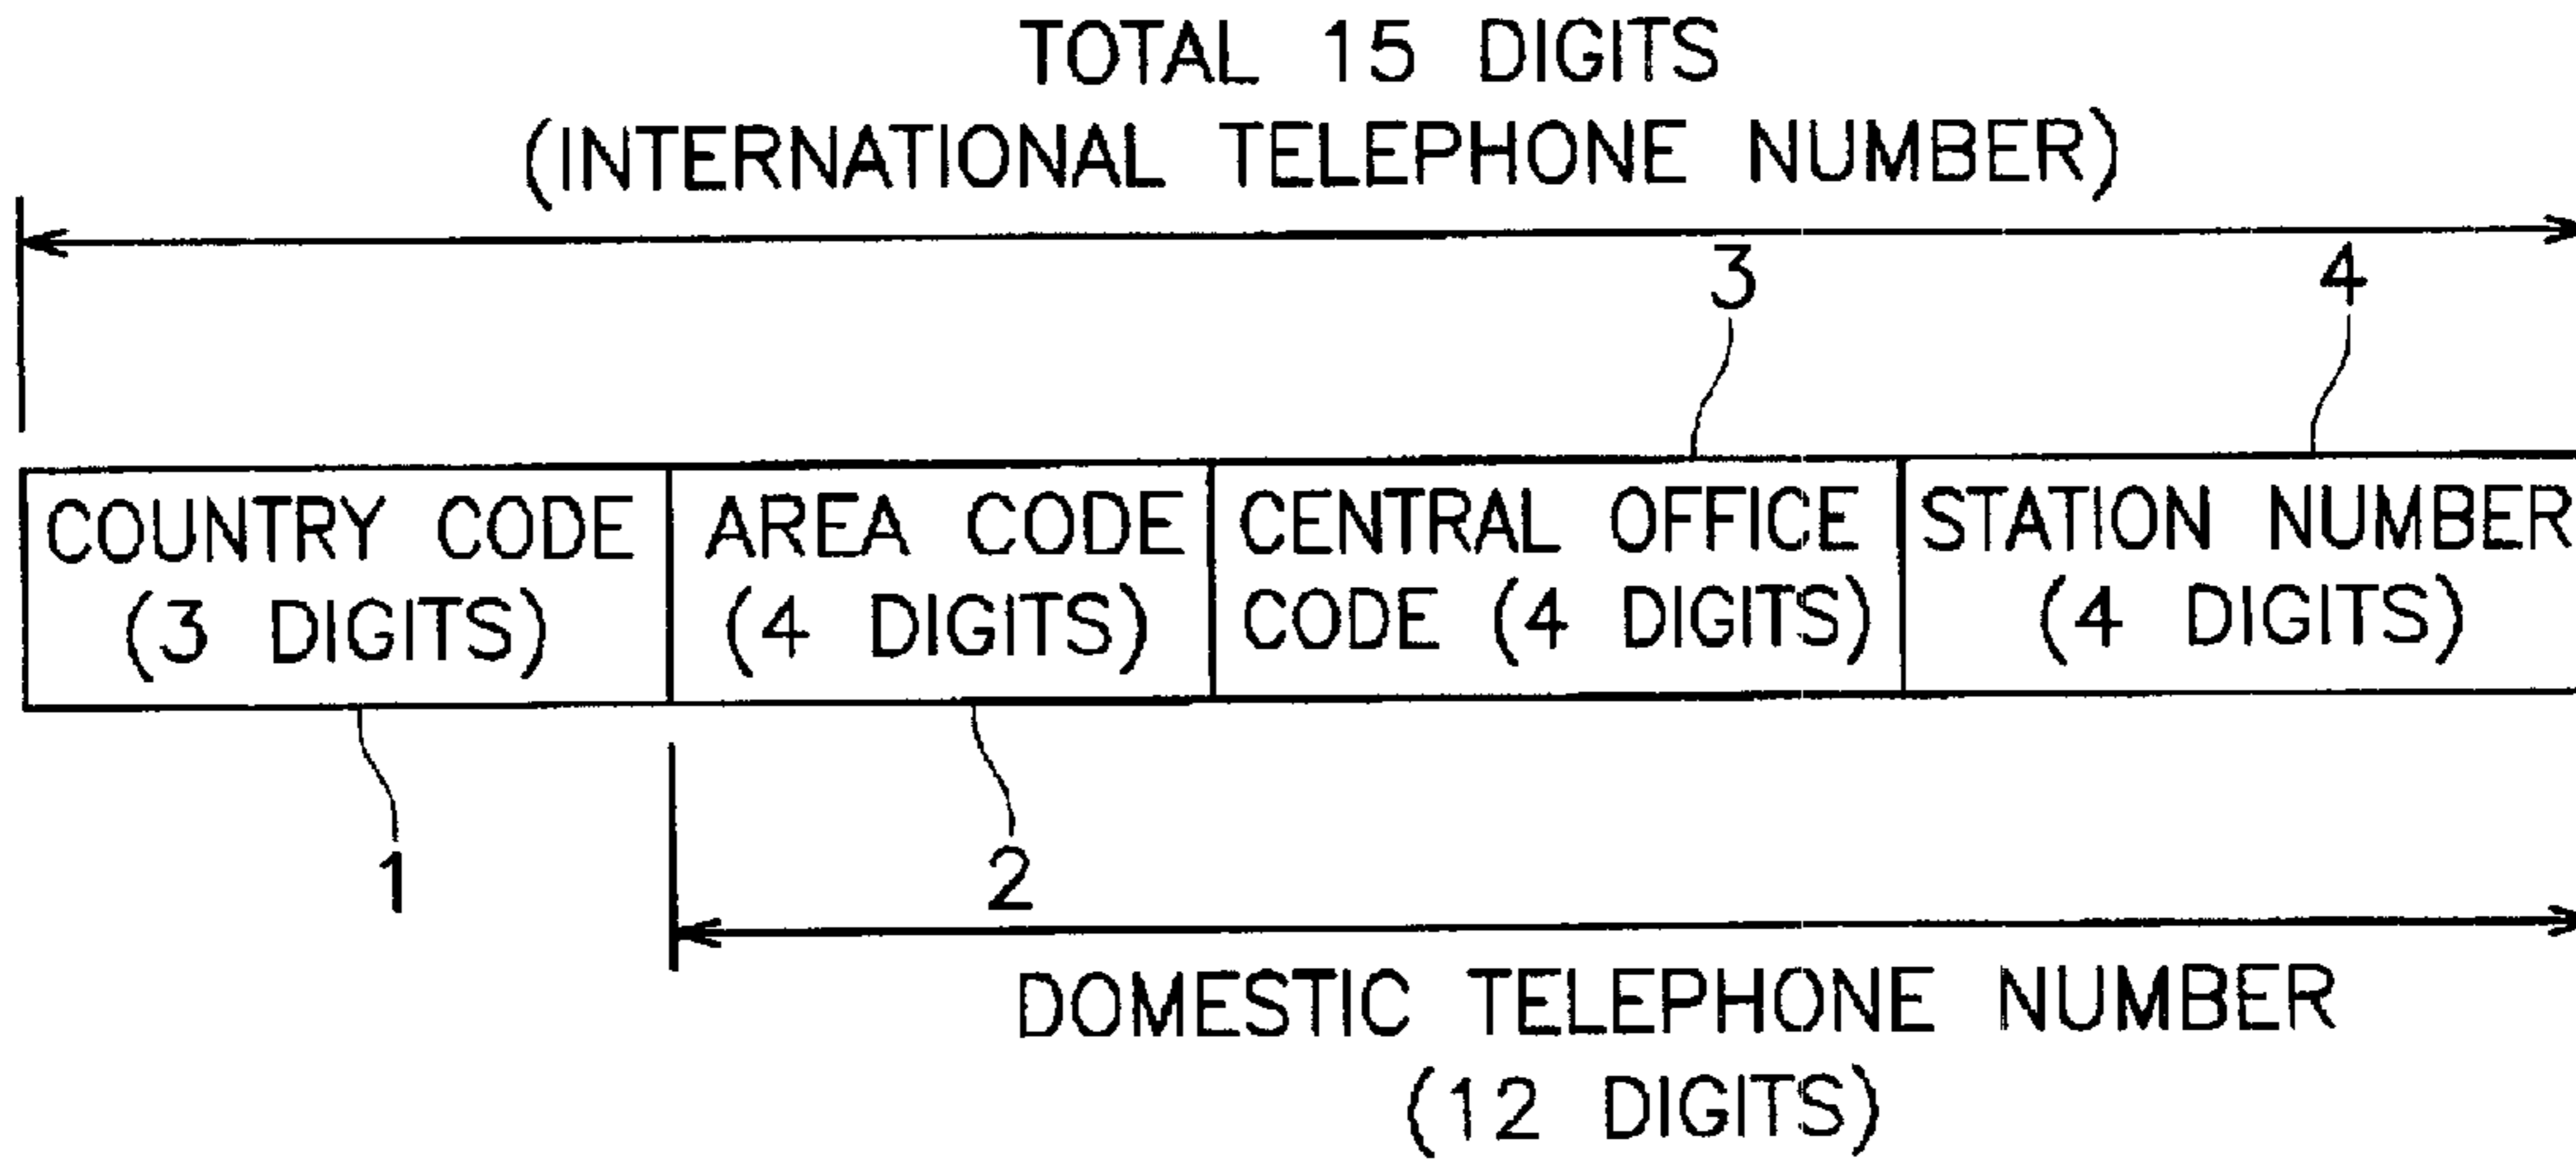 TOTAL 15 DIGITS
(INTERNATIONAL TELEPHONE NUMBER)
3
4
COUNTRY CODE
(3 DIGITS)
AREA CODE
(4 DIGITS)
CENTRAL OFFICE
CODE (4 DIGITS)
STATION NUMBER
(4 DIGITS)
1
2
DOMESTIC TELEPHONE NUMBER
(12 DIGITS)